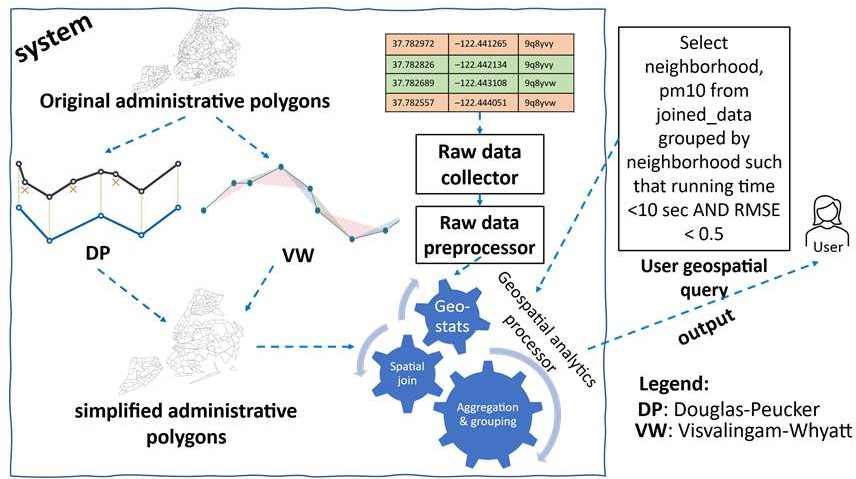 system
Original administrative polygons
37.782972 −122.441265 9q8yvy
37.782826 −122.442134 9q8yvy
37.782689 −122.443108 9q8yvw
37.782557 −122.444051 9q8yvw
Raw data
collector
Raw data
preprocessor
DP
VW
simplified administrative
polygons
Geo-
stats
Spatial
join
Aggregation
& grouping
Geospatial analytics
processor
Select
neighborhood,
pm10 from
joined_data
grouped by
neighborhood such
that running time
<10 sec AND RMSE
< 0.5
User geospatial
query
User
output
Legend:
DP: Douglas-Peucker
VW: Visvalingam-Whyatt